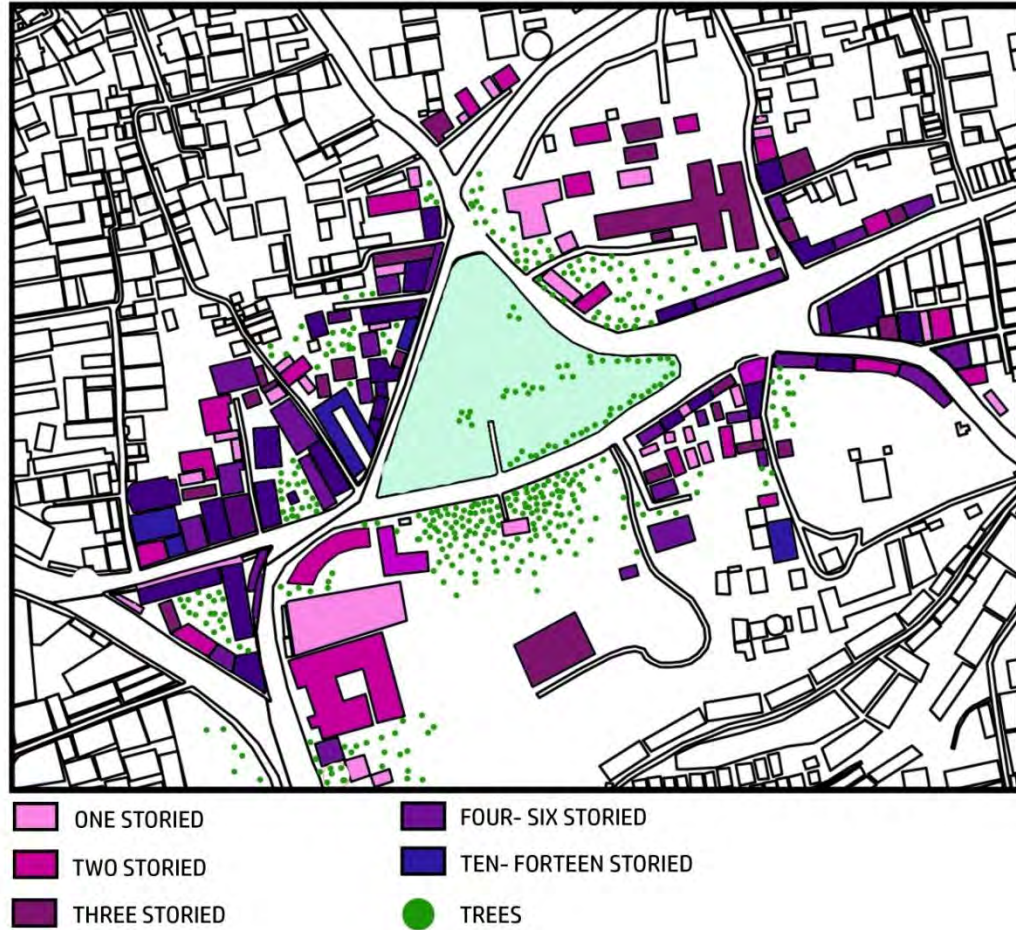 ONE STORIED
TWO STORIED
THREE STORIED
FOUR- SIX STORIED
TEN- FORTEEN STORIED
TREES